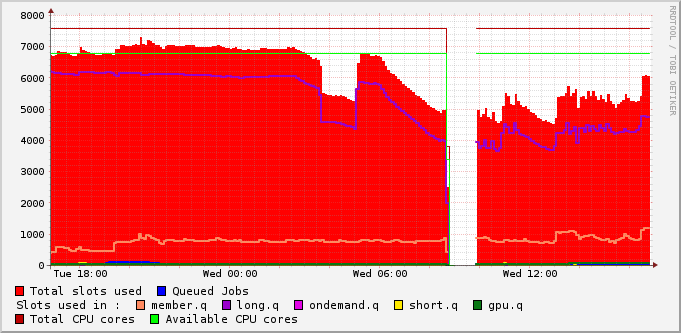 8000
7000
6000
5000
4000
3000
2000
1000
0
Tue 18:00 Wed 00:00 Wed 06:00 Wed 12:00
RRDTOOL / TOBI OETIKER
Total slots used Queued Jobs
Slots used in : member.q long.q ondemand.q short.q gpu.q
Total CPU cores Available CPU cores